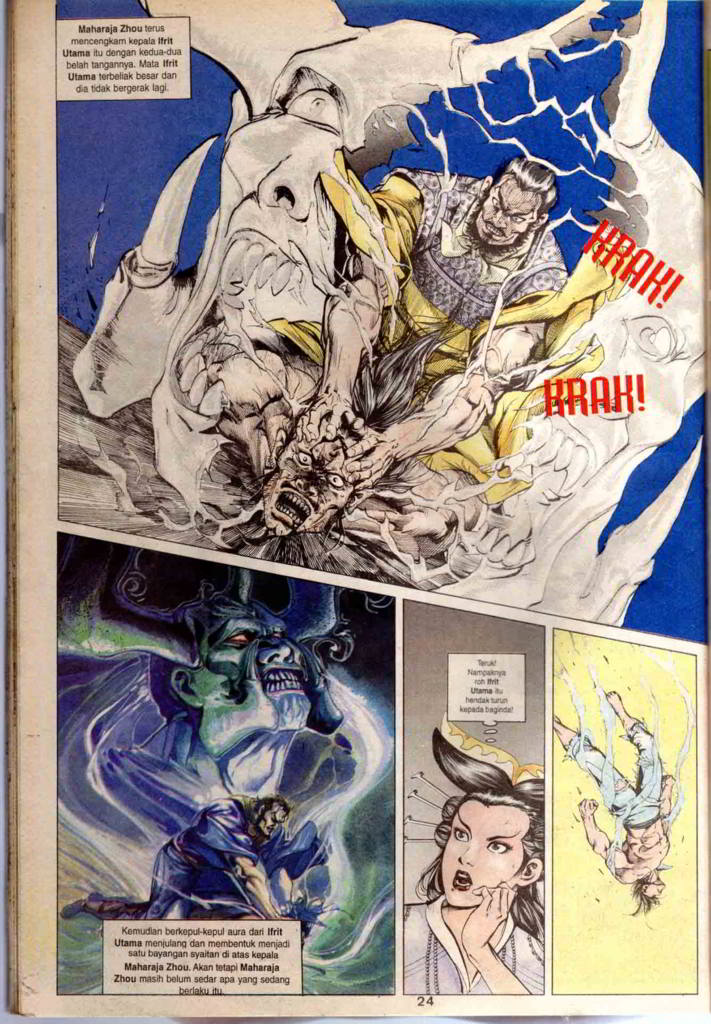 Maharaja Zhou terus
mencengkam kepala Ifrit
Utama itu dengan kedua-dua
belah tangannya. Mata Ifrit
Utama terbeliak besar dan
dia tidak bergerak lagi.
KRAK!
KRAK!
Kemudian berkepul-kepul aura dari Ifrit
Utama menjulang dan membentuk menjadi
satu bayangan syaitan di atas kepala
Maharaja Zhou. Akan tetapi Maharaja
Zhou masih belum sedar apa yang sedang
berlaku itu.
Teruk!
Nampaknya
roh Ifrit
Utama itu
hendak turun
kepada baginda!
24